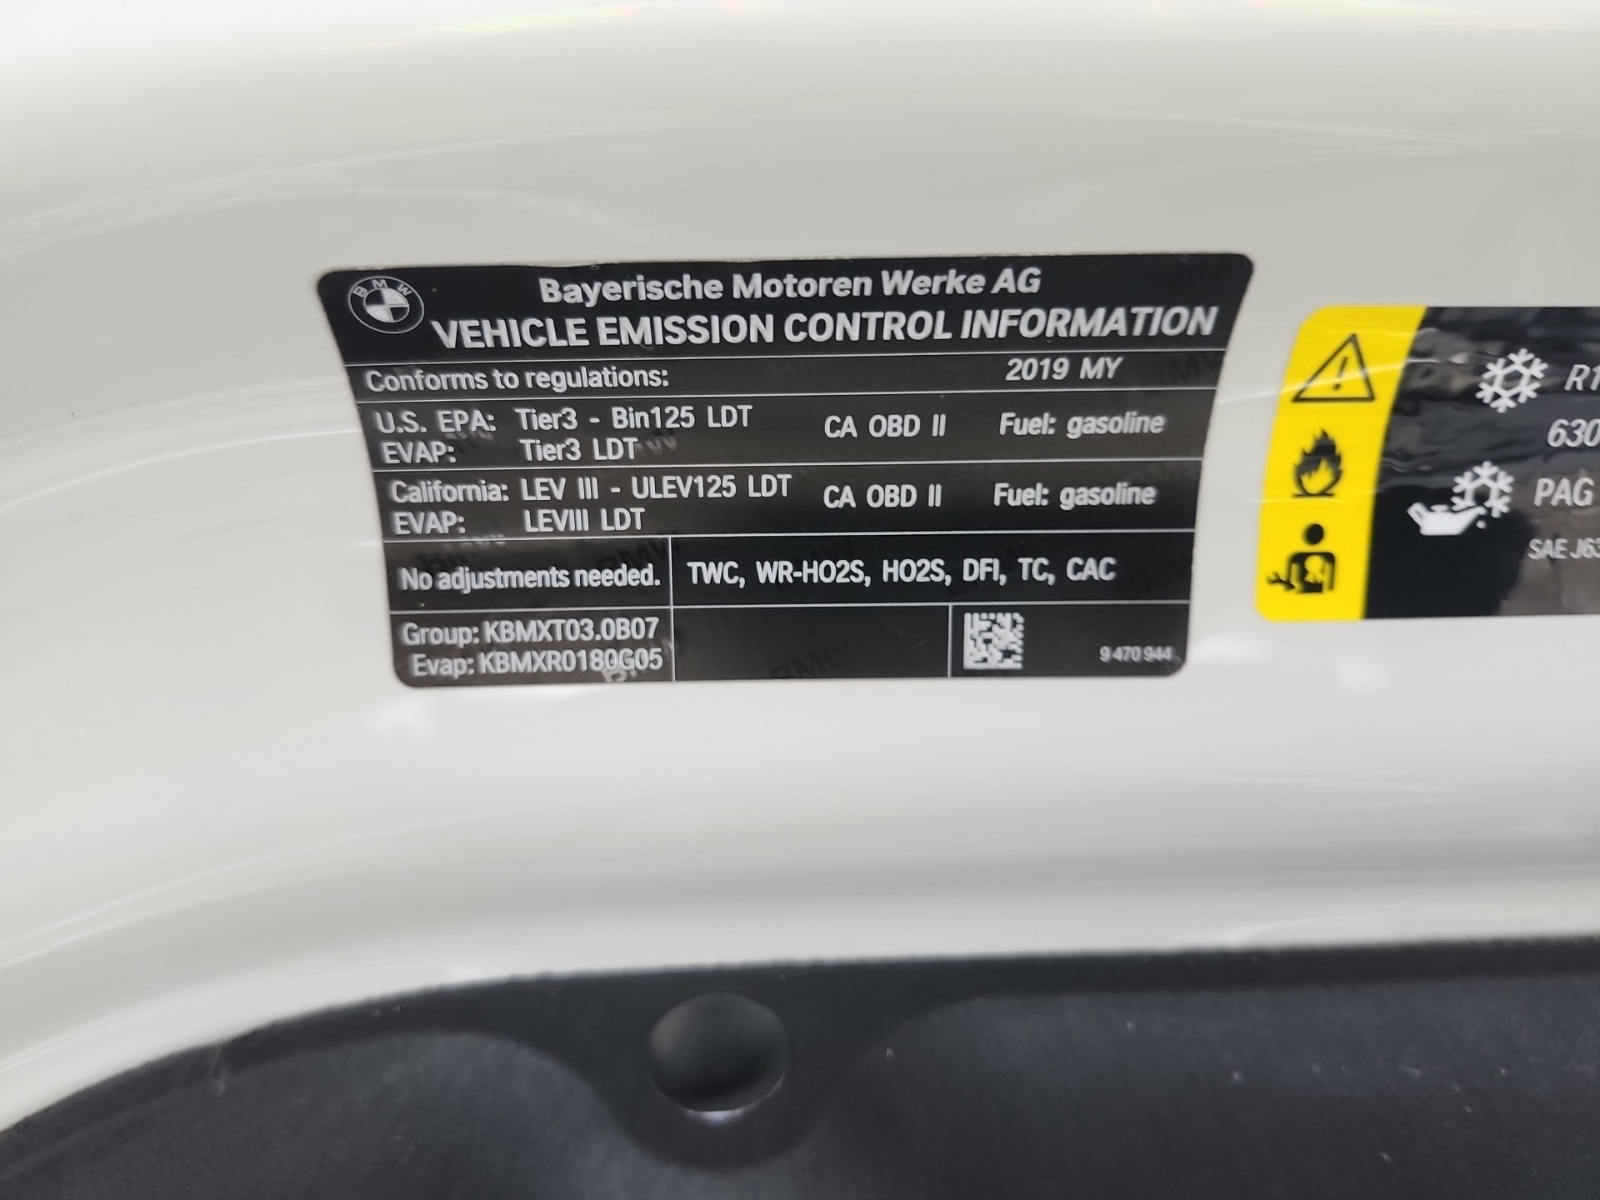 BMW
Bayerische Motoren Werke AG
VEHICLE EMISSION CONTROL INFORMATION
Conforms to regulations: 2019 MY
U.S. EPA: Tier3 - Bin125 LDT CA OBD II Fuel: gasoline
EVAP: Tier3 LDT
California: LEV III - ULEV125 LDT CA OBD II Fuel: gasoline
EVAP: LEVIII LDT
No adjustments needed. TWC, WR-HO2S, HO2S, DFI, TC, CAC
Group: KBMXT03.0B07
Evap: KBMXR0180G05
9 470 944
R1
630
PAG
SAE J63